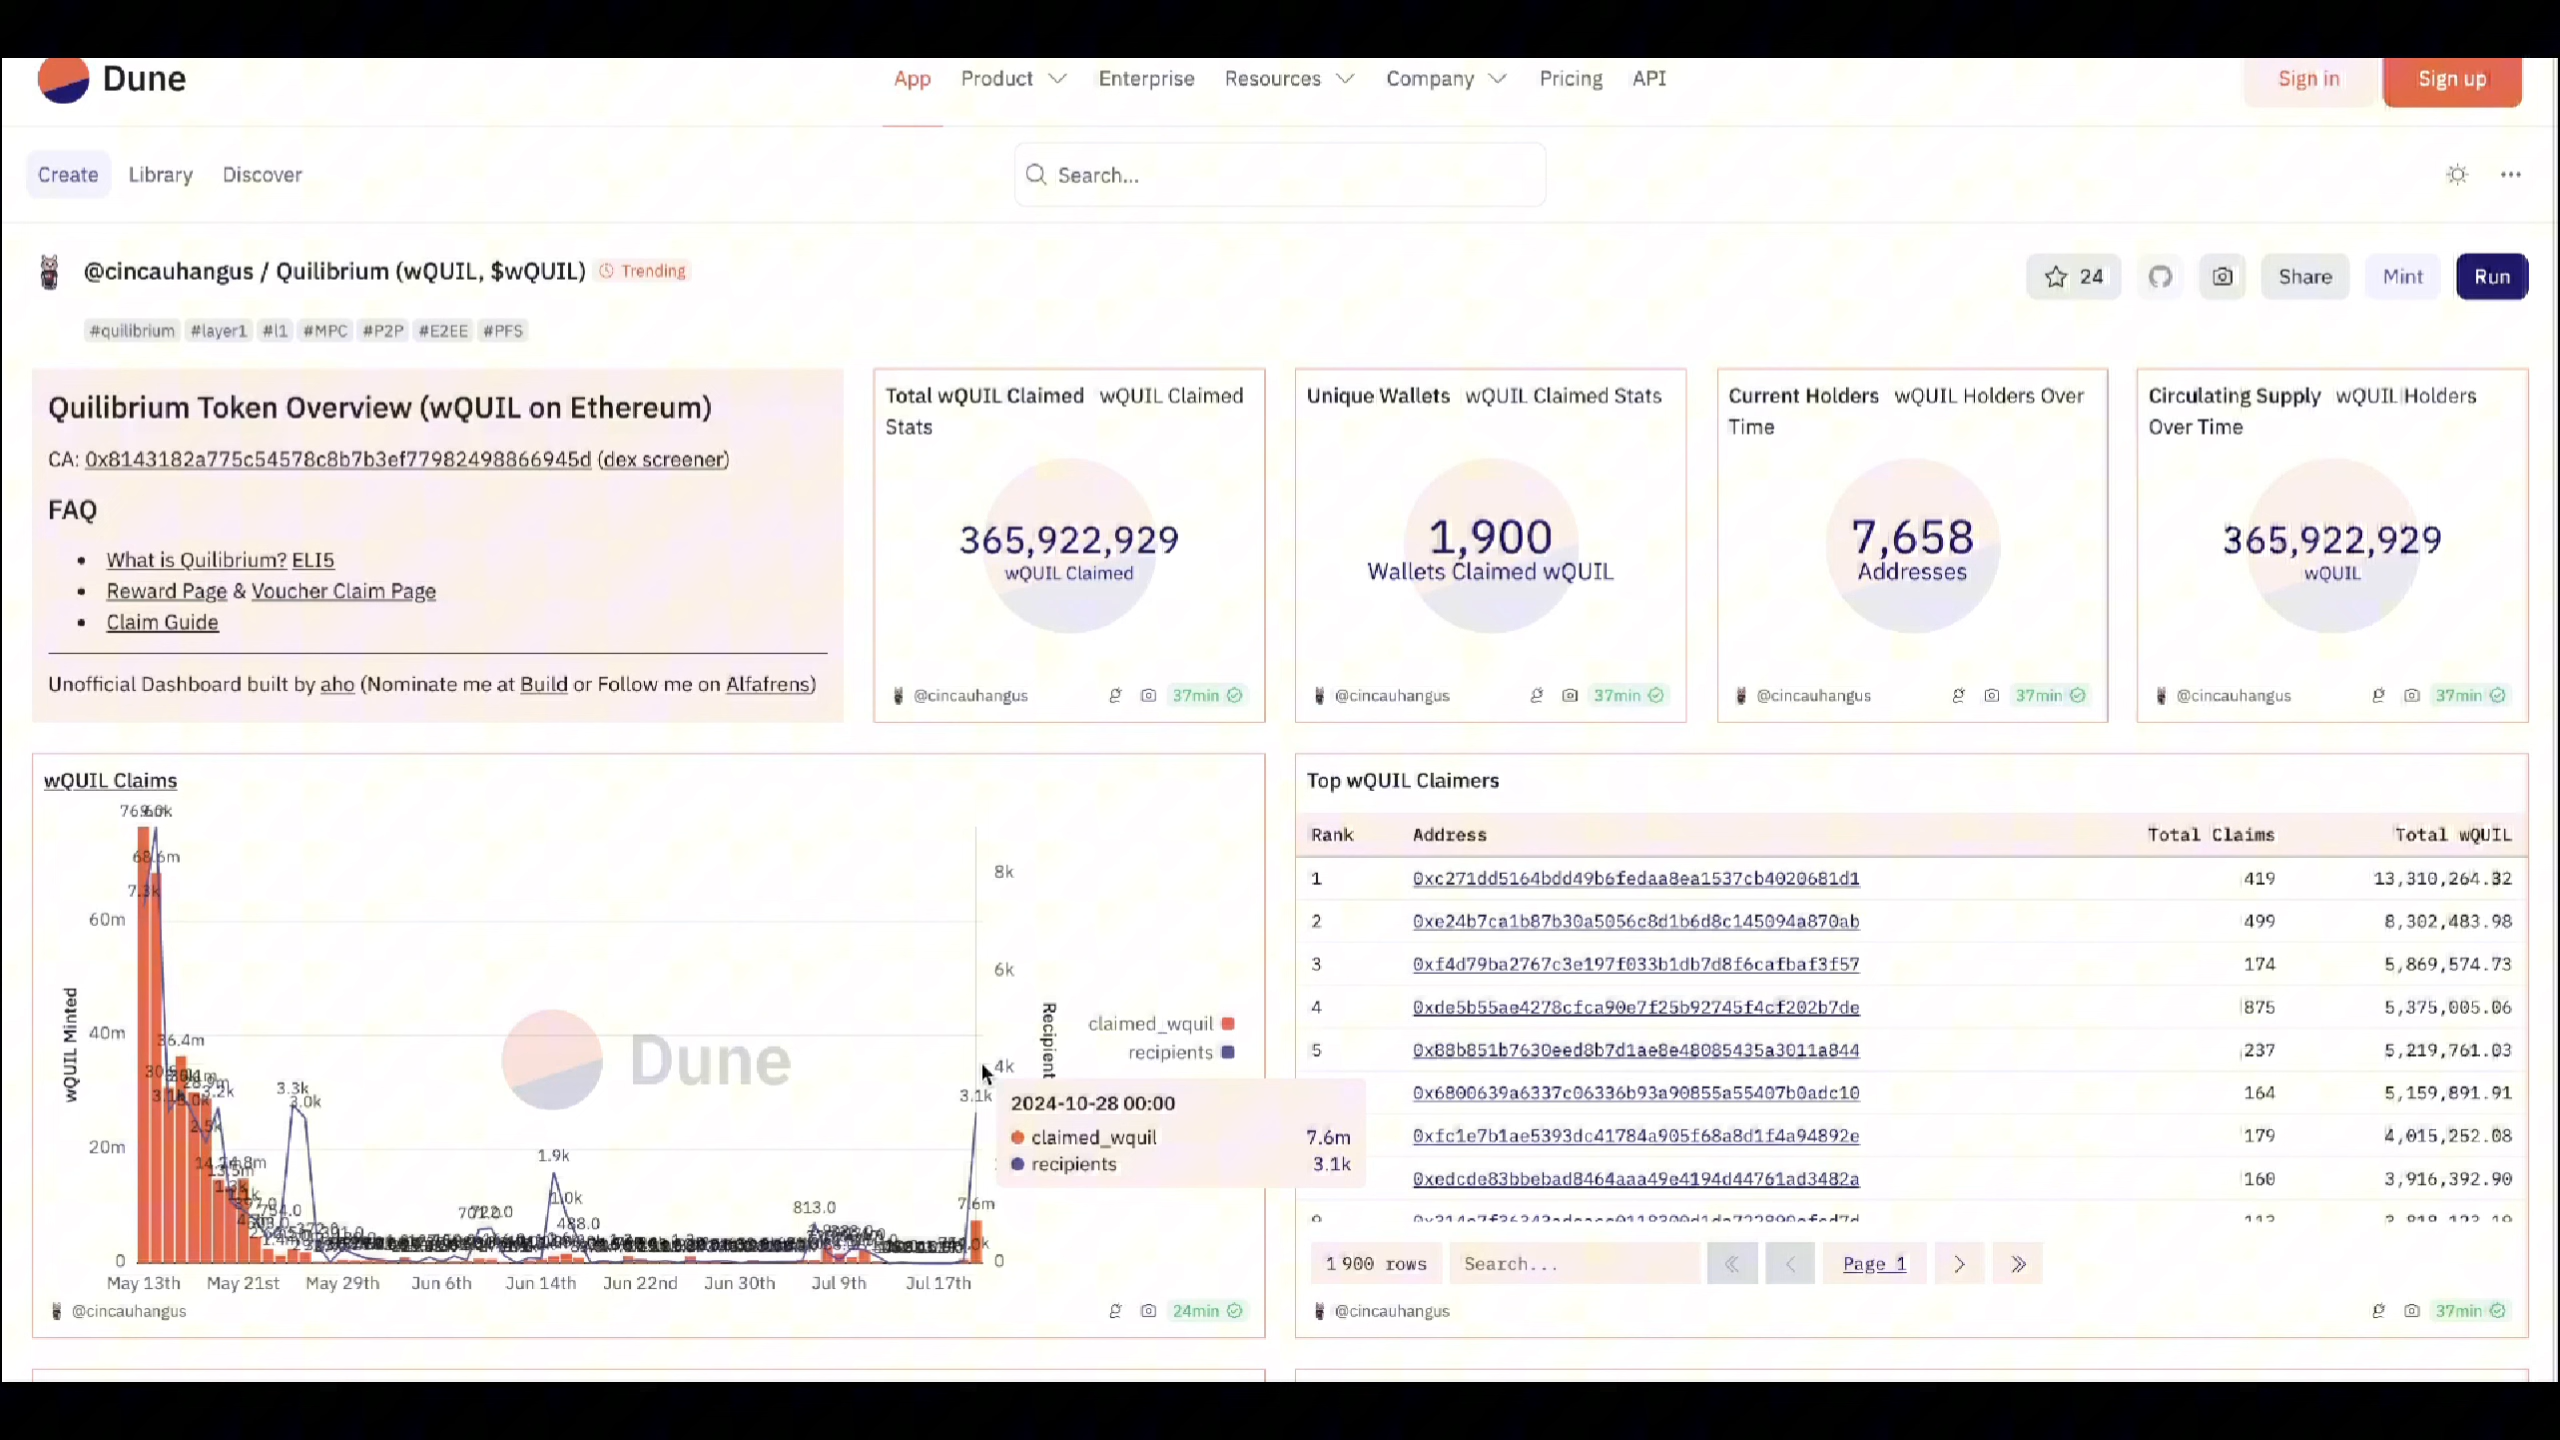 Dune
App Product Enterprise Resources Company Pricing API
Sign in Sign up
Create Library Discover
Search...
@cincauhangus / Quilibrium (wQUIL, $wQUIL) Trending
24 Share Mint Run
#quilibrium #layer1 #l1 #MPC #P2P #E2EE #PFS
Quilibrium Token Overview (wQUIL on Ethereum)
CA: 0x8143182a775c54578c8b7b3ef77982498866945d (dex screener)
FAQ
• What is Quilibrium? ELI5
• Reward Page & Voucher Claim Page
• Claim Guide
Unofficial Dashboard built by aho (Nominate me at Build or Follow me on Alfafrens)
Total wQUIL Claimed wQUIL Claimed
Stats
365,922,929
wQUIL Claimed
@cincauhangus 37min
Unique Wallets wQUIL Claimed Stats
1,900
Wallets Claimed wQUIL
@cincauhangus 37min
Current Holders wQUIL Holders Over
Time
7,658
Addresses
@cincauhangus 37min
Circulating Supply wQUIL Holders
Over Time
365,922,929
wQUIL
@cincauhangus 37min
wQUIL Claims
68.6m
7.3k
8k
60m
6k
40m
36.4m
4k
3.3k
3.0k
3.1k
20m
1.9k
1.0k
813.0
488.0
7.6m
0
0
wQUIL Minted
Recipient
Dune
claimed_wquil
recipients
2024-10-28 00:00
claimed_wquil 7.6m
recipients 3.1k
May 13th May 21st May 29th Jun 6th Jun 14th Jun 22nd Jun 30th Jul 9th Jul 17th
@cincauhangus 24min
Top wQUIL Claimers
Rank Address Total Claims Total wQUIL
1 0xc271dd5164bdd49b6fedaa8ea1537cb4020681d1 419 13,310,264.32
2 0xe24b7ca1b87b30a5056c8d1b6d8c145094a870ab 499 8,302,483.98
3 0xf4d79ba2767c3e197f033b1db7d8f6cafbaf3f57 174 5,869,574.73
4 0xde5b55ae4278cfca90e7f25b92745f4cf202b7de 875 5,375,005.06
5 0x88b851b7630eed8b7d1ae8e48085435a3011a844 237 5,219,761.03
0x6800639a6337c06336b93a90855a55407b0adc10 164 5,159,891.91
0xfc1e7b1ae5393dc41784a905f68a8d1f4a94892e 179 4,015,252.08
0xedcde83bbebad8464aaa49e4194d44761ad3482a 160 3,916,392.90
1 900 rows Search... Page 1
@cincauhangus 37min